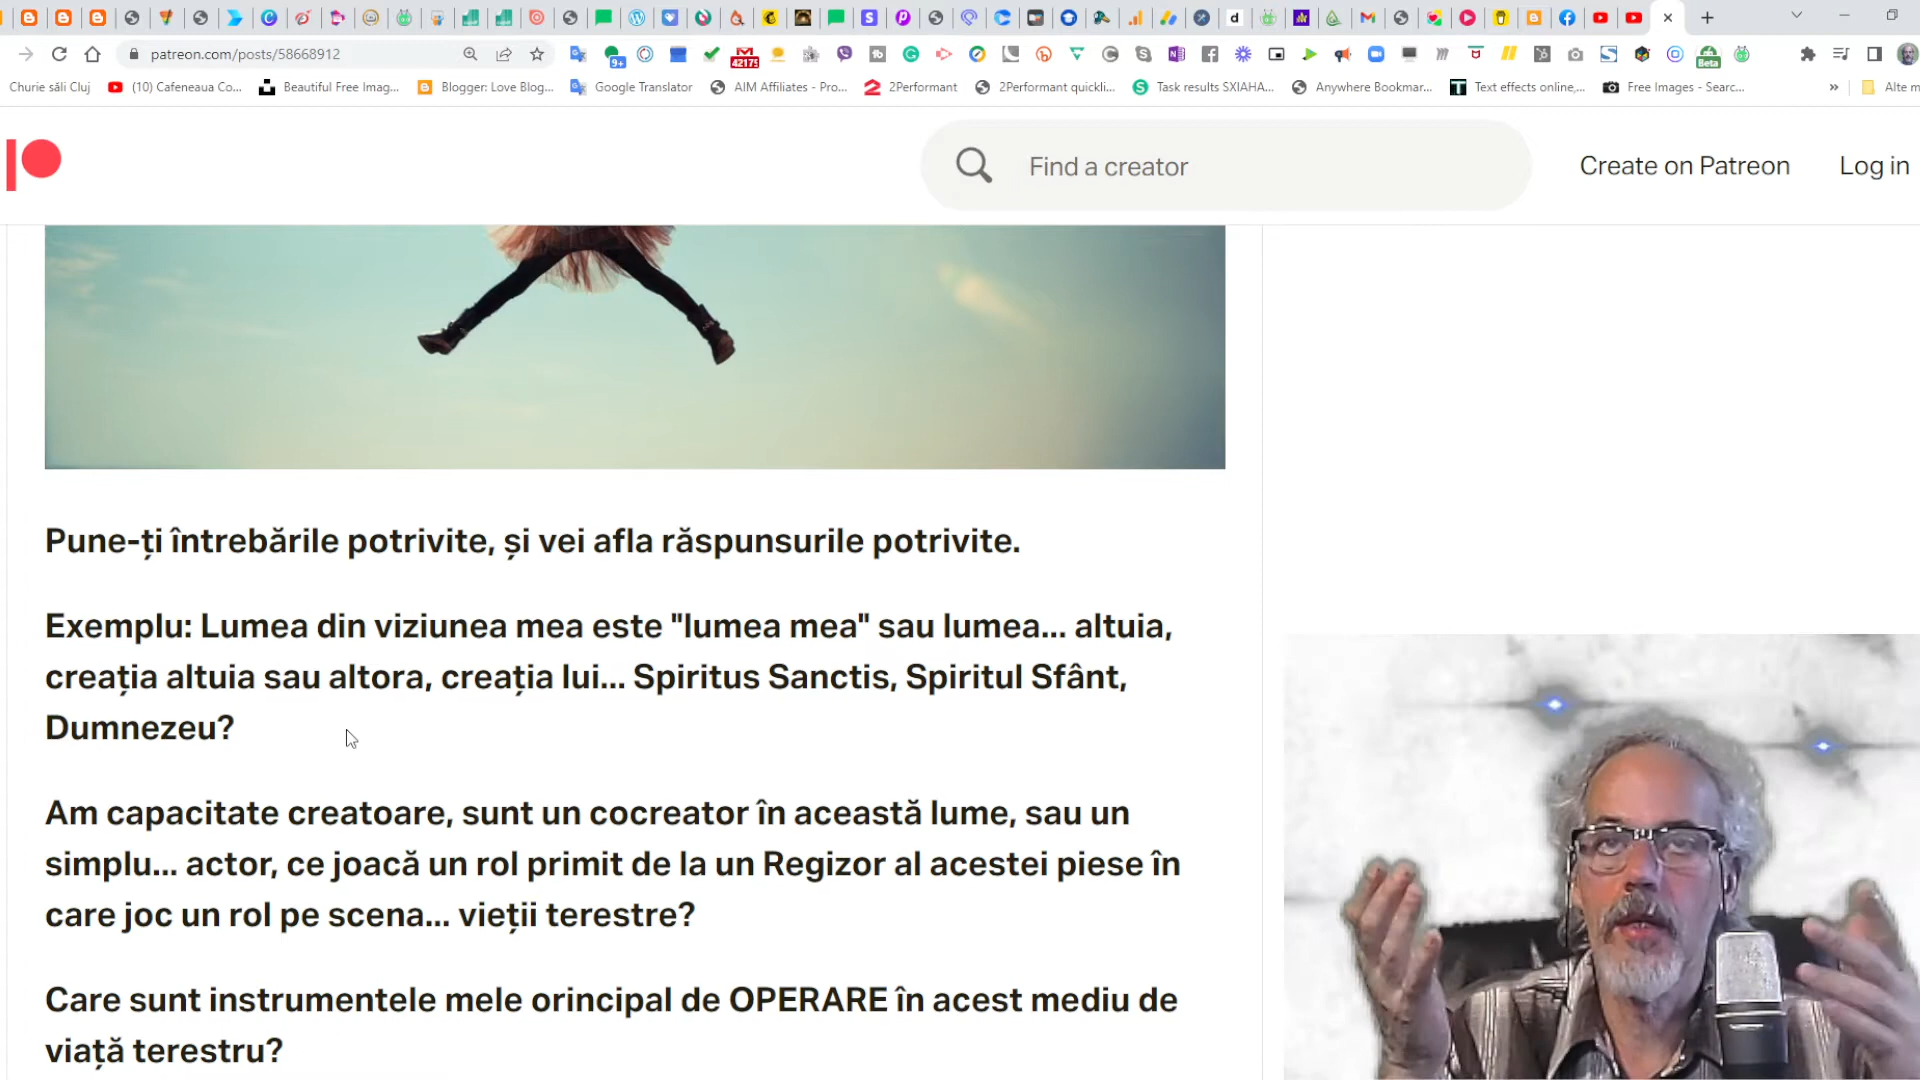 patreon.com/posts/58668912
9+
42175
Beta
Churie săli Cluj
(10) Cafeneaua Co...
Beautiful Free Imag...
Blogger: Love Blog...
Google Translator
AIM Affiliates - Pro...
2Performant
2Performant quickli...
Task results SXIAHA...
Anywhere Bookmar...
Text effects online,...
Free Images - Searc...
»
Alte m
Find a creator
Create on Patreon
Log in
Pune-ți întrebările potrivite, și vei afla răspunsurile potrivite.
Exemplu: Lumea din viziunea mea este "lumea mea" sau lumea... altuia,
creația altuia sau altora, creația lui... Spiritus Sanctis, Spiritul Sfânt,
Dumnezeu?
Am capacitate creatoare, sunt un cocreator în această lume, sau un
simplu... actor, ce joacă un rol primit de la un Regizor al acestei piese în
care joc un rol pe scena... vieții terestre?
Care sunt instrumentele mele orincipal de OPERARE în acest mediu de
viață terestru?